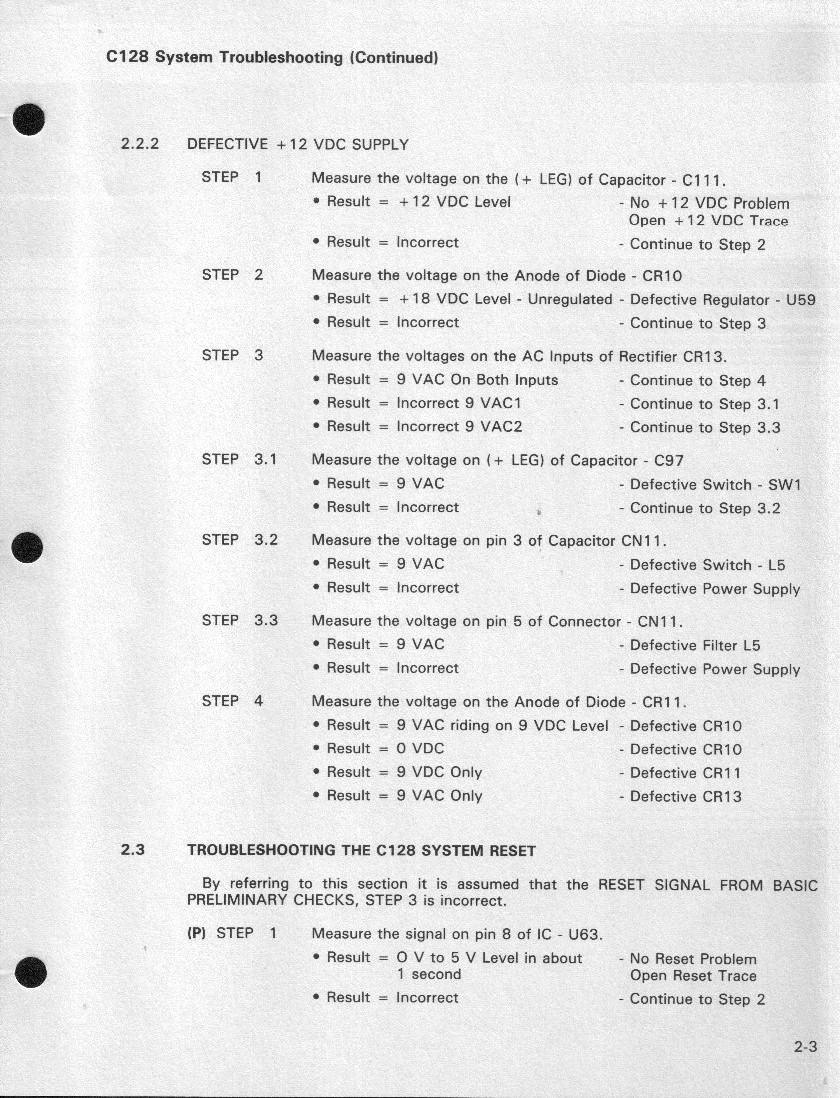 C128 System Troubleshooting (Continued)
2.2.2 DEFECTIVE +12 VDC SUPPLY
STEP 1 Measure the voltage on the (+ LEG) of Capacitor - C111.
• Result = +12 VDC Level - No +12 VDC Problem
Open +12 VDC Trace
• Result = Incorrect - Continue to Step 2
STEP 2 Measure the voltage on the Anode of Diode - CR10
• Result = +18 VDC Level - Unregulated - Defective Regulator - U59
• Result = Incorrect - Continue to Step 3
STEP 3 Measure the voltages on the AC Inputs of Rectifier CR13.
• Result = 9 VAC On Both Inputs - Continue to Step 4
• Result = Incorrect 9 VAC1 - Continue to Step 3.1
• Result = Incorrect 9 VAC2 - Continue to Step 3.3
STEP 3.1 Measure the voltage on (+ LEG) of Capacitor - C97
• Result = 9 VAC - Defective Switch - SW1
• Result = Incorrect - Continue to Step 3.2
STEP 3.2 Measure the voltage on pin 3 of Capacitor CN11.
• Result = 9 VAC - Defective Switch - L5
• Result = Incorrect - Defective Power Supply
STEP 3.3 Measure the voltage on pin 5 of Connector - CN11.
• Result = 9 VAC - Defective Filter L5
• Result = Incorrect - Defective Power Supply
STEP 4 Measure the voltage on the Anode of Diode - CR11.
• Result = 9 VAC riding on 9 VDC Level - Defective CR10
• Result = 0 VDC - Defective CR10
• Result = 9 VDC Only - Defective CR11
• Result = 9 VAC Only - Defective CR13
2.3 TROUBLESHOOTING THE C128 SYSTEM RESET
By referring to this section it is assumed that the RESET SIGNAL FROM BASIC
PRELIMINARY CHECKS, STEP 3 is incorrect.
(P) STEP 1 Measure the signal on pin 8 of IC - U63.
• Result = 0 V to 5 V Level in about - No Reset Problem
1 second Open Reset Trace
• Result = Incorrect - Continue to Step 2
2-3